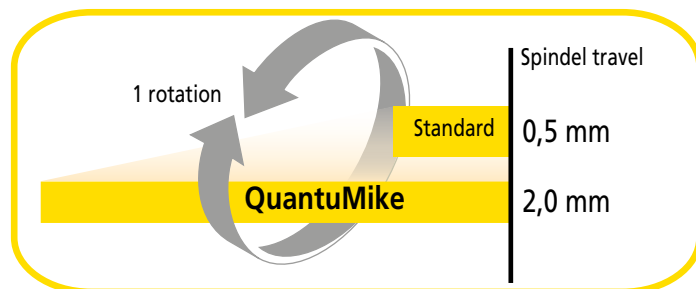 Spindel travel
1 rotation
Standard
0,5 mm
QuantuMike
2,0 mm